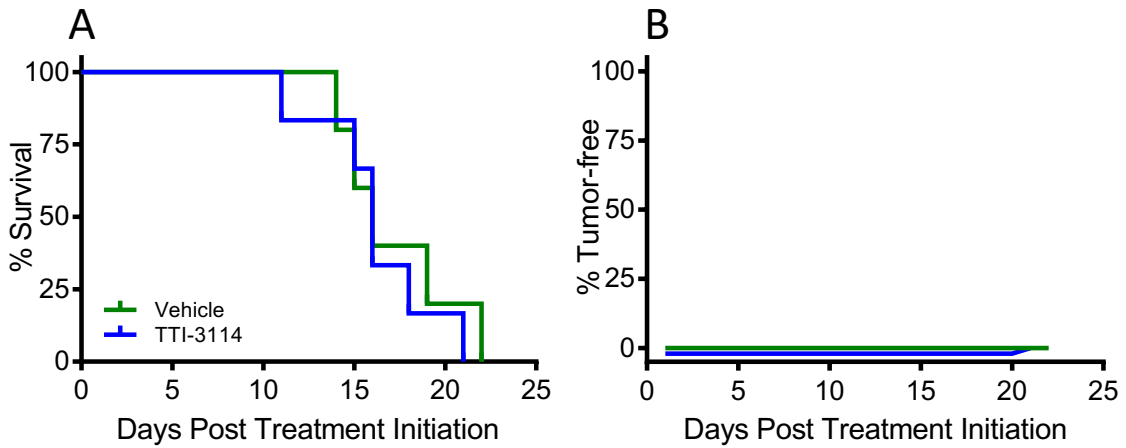 A
% Survival
100
75
50
25
0
Vehicle
TTI-3114
0 5 10 15 20 25
Days Post Treatment Initiation
B
% Tumor-free
100
75
50
25
0
0 5 10 15 20 25
Days Post Treatment Initiation